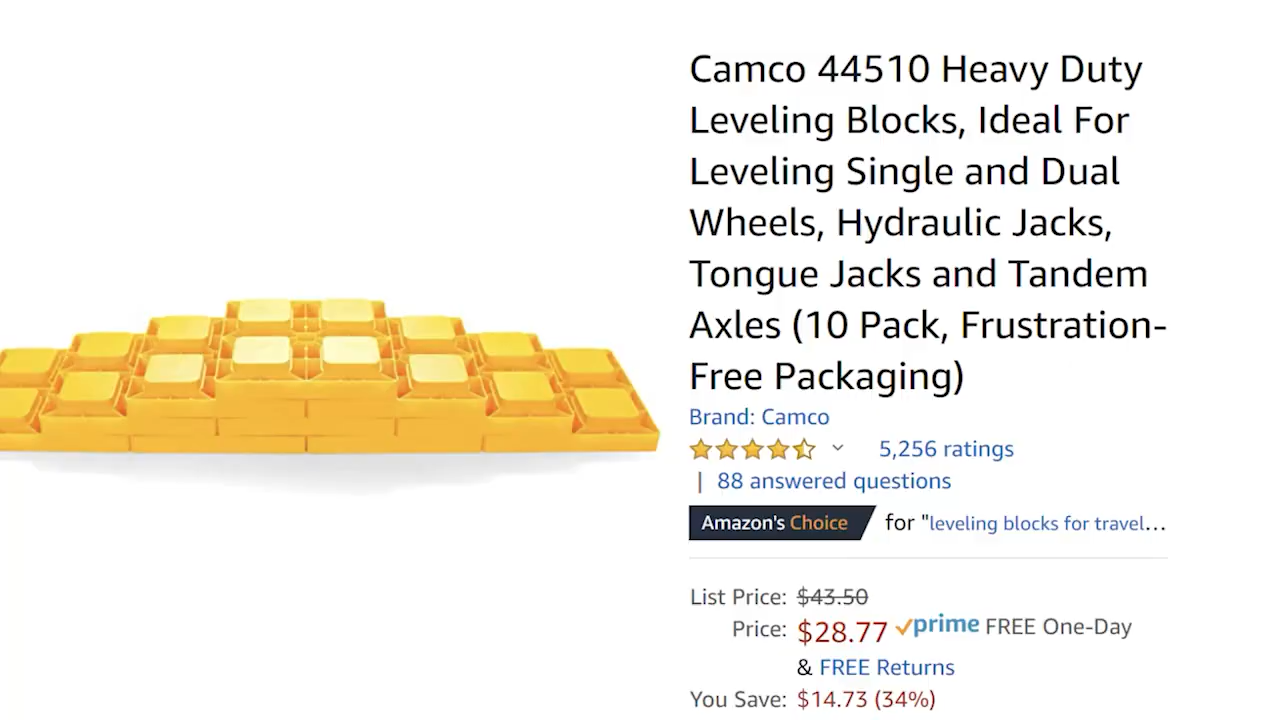 Camco 44510 Heavy Duty
Leveling Blocks, Ideal For
Leveling Single and Dual
Wheels, Hydraulic Jacks,
Tongue Jacks and Tandem
Axles (10 Pack, Frustration-
Free Packaging)
Brand: Camco
5,256 ratings
| 88 answered questions
Amazon's Choice for "leveling blocks for travel...
List Price: $43.50
Price: $28.77 prime FREE One-Day
& FREE Returns
You Save: $14.73 (34%)